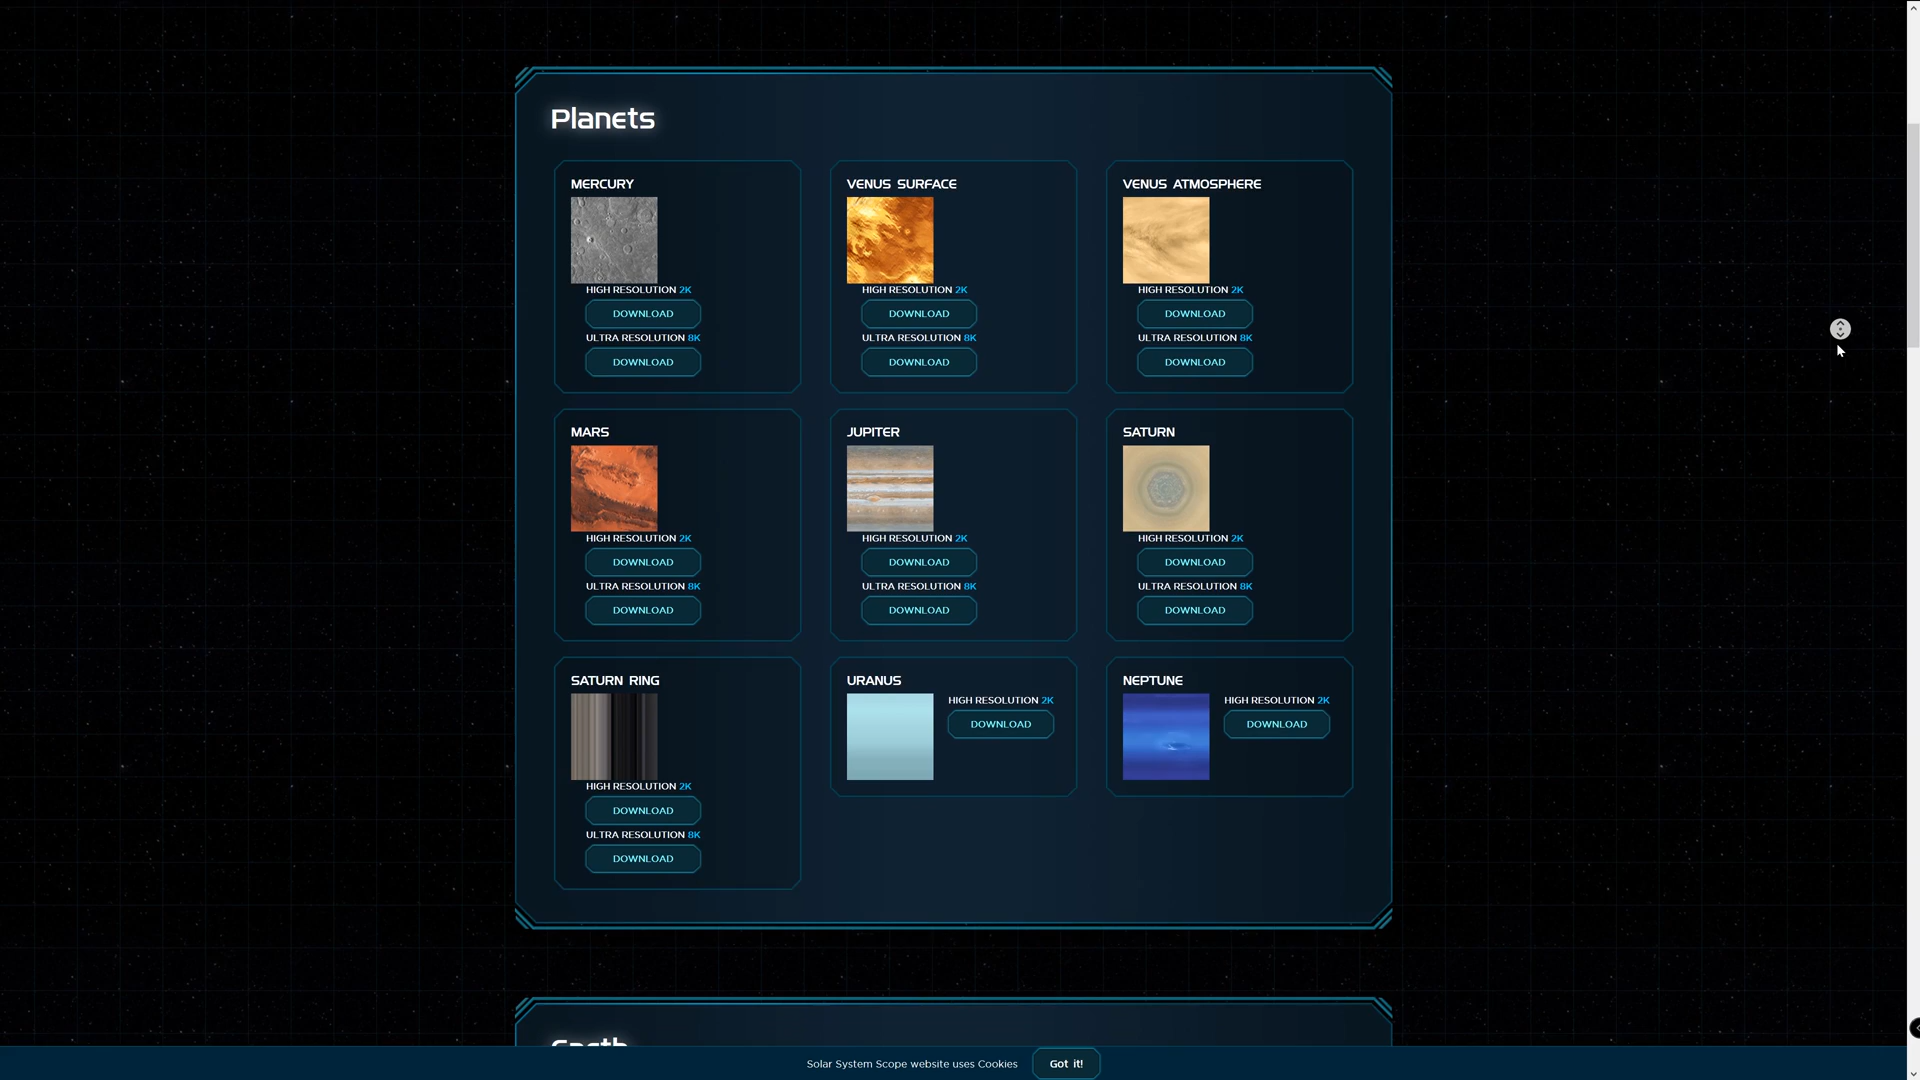 Planets
MERCURY
HIGH RESOLUTION 2K
DOWNLOAD
ULTRA RESOLUTION 8K
DOWNLOAD
VENUS SURFACE
HIGH RESOLUTION 2K
DOWNLOAD
ULTRA RESOLUTION 8K
DOWNLOAD
VENUS ATMOSPHERE
HIGH RESOLUTION 2K
DOWNLOAD
ULTRA RESOLUTION 8K
DOWNLOAD
MARS
HIGH RESOLUTION 2K
DOWNLOAD
ULTRA RESOLUTION 8K
DOWNLOAD
JUPITER
HIGH RESOLUTION 2K
DOWNLOAD
ULTRA RESOLUTION 8K
DOWNLOAD
SATURN
HIGH RESOLUTION 2K
DOWNLOAD
ULTRA RESOLUTION 8K
DOWNLOAD
SATURN RING
HIGH RESOLUTION 2K
DOWNLOAD
ULTRA RESOLUTION 8K
DOWNLOAD
URANUS
HIGH RESOLUTION 2K
DOWNLOAD
NEPTUNE
HIGH RESOLUTION 2K
DOWNLOAD
Earth
Solar System Scope website uses Cookies
Got it!